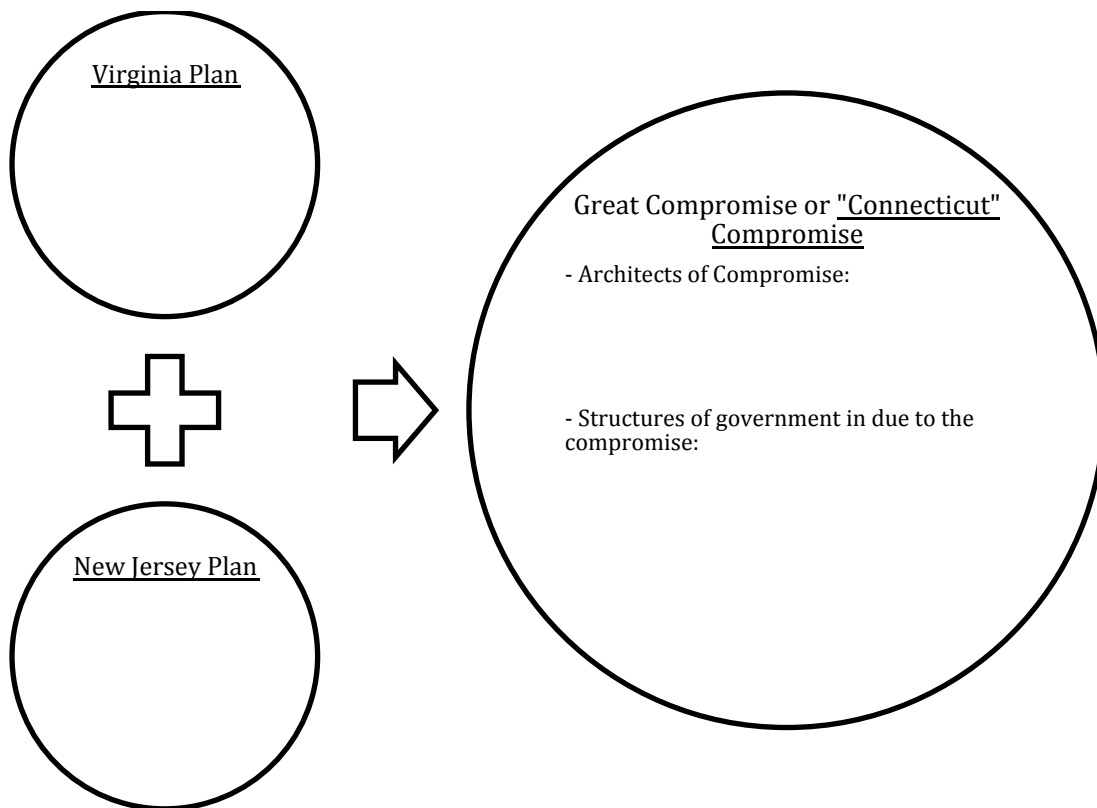 Virginia Plan
New Jersey Plan
Great Compromise or "Connecticut"
Compromise
- Architects of Compromise:
- Structures of government in due to the
compromise: